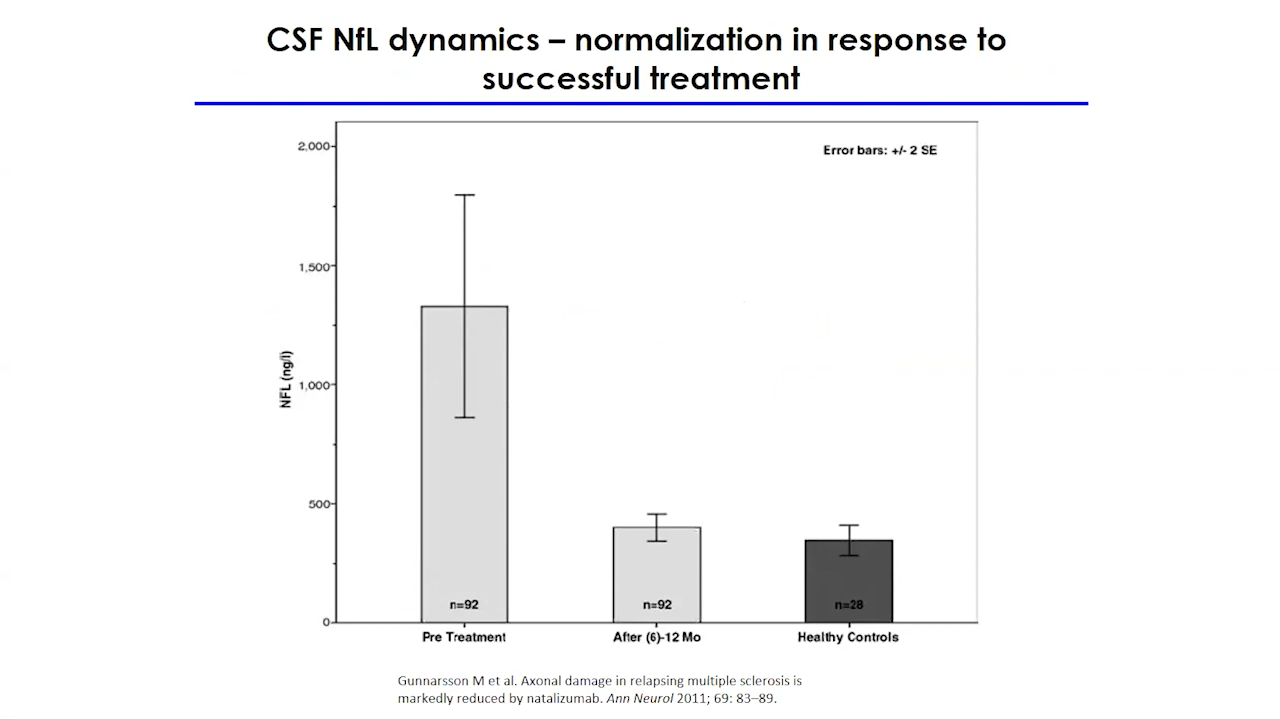 CSF NfL dynamics – normalization in response to
successful treatment
Error bars: +/- 2 SE
2,000
1,500
1,000
500
0
NFL (ng/l)
n=92
n=92
n=28
Pre Treatment
After (6)-12 Mo
Healthy Controls
Gunnarsson M et al. Axonal damage in relapsing multiple sclerosis is
markedly reduced by natalizumab. Ann Neurol 2011; 69: 83–89.